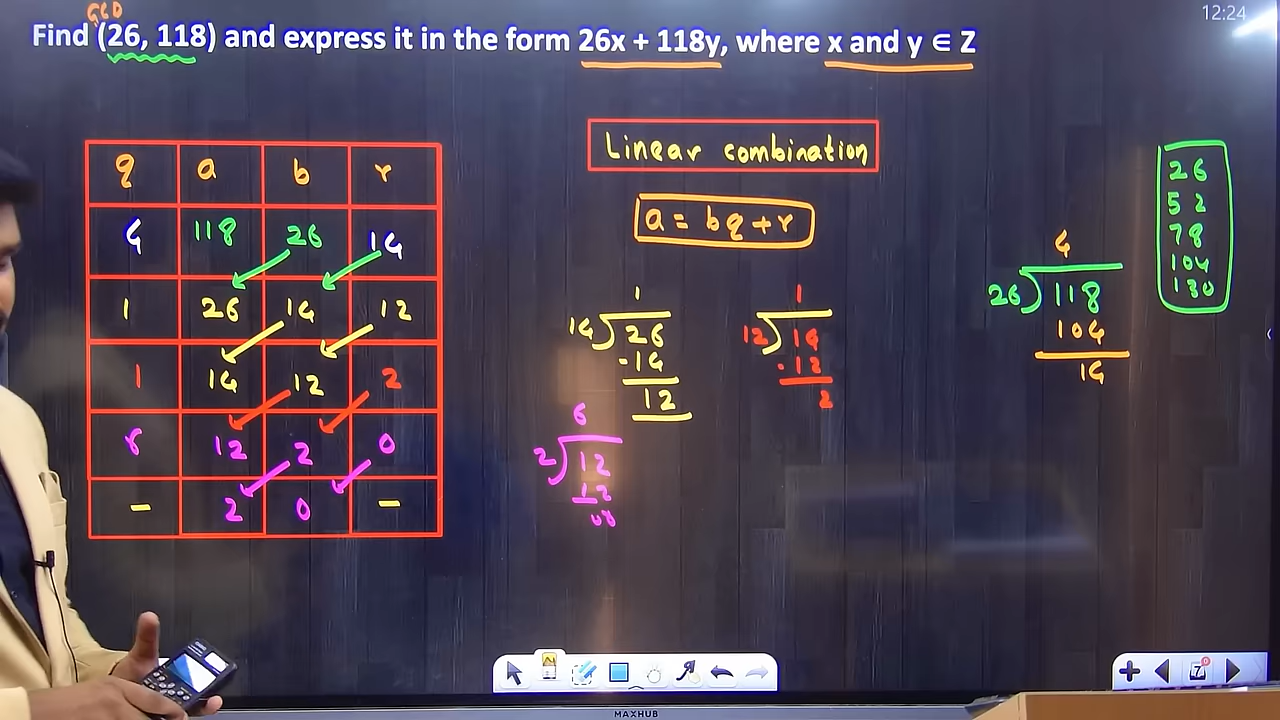 12:24
GCD
Find (26, 118) and express it in the form 26x + 118y, where x and y ∈ Z
Linear combination
a = bq + r
q a b r
4 118 26 14
1 26 14 12
1 14 12 2
6 12 2 0
- 2 0 -
1
14) 26
-14
12
1
12) 14
-12
2
6
2) 12
12
00
4
26) 118
104
14
26
52
78
104
130
MAXHUB